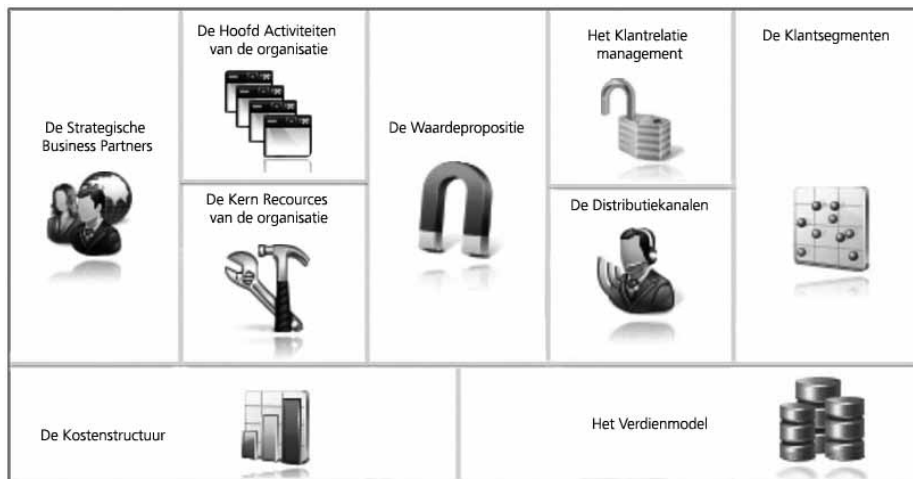 De Strategische
Business Partners
De Hoofd Activiteiten
van de organisatie
De Kern Recources
van de organisatie
De Waardepropositie
Het Klantrelatie
management
De Distributiekanalen
De Klantsegmenten
De Kostenstructuur
Het Verdienmodel